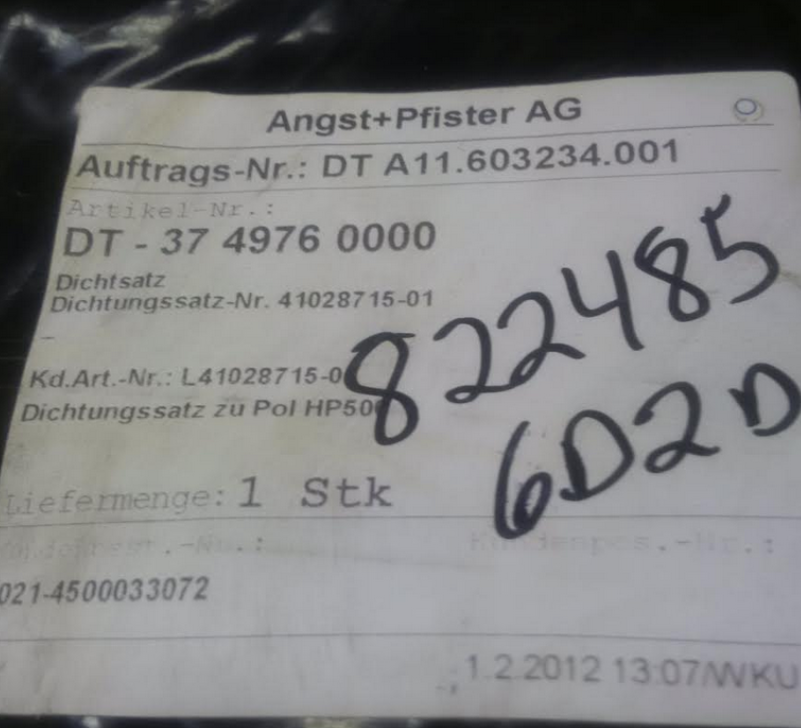 Angst+Pfister AG
Auftrags-Nr.: DT A11.603234.001
Artikel-Nr.:
DT - 37 4976 0000
Dichtsatz
Dichtungssatz-Nr. 41028715-01
Kd.Art.-Nr.: L41028715-0
Dichtungssatz zu Pol HP50
822485
6D2D
Liefermenge: 1 Stk
021-4500033072
1.2.2012 13:07/WKU